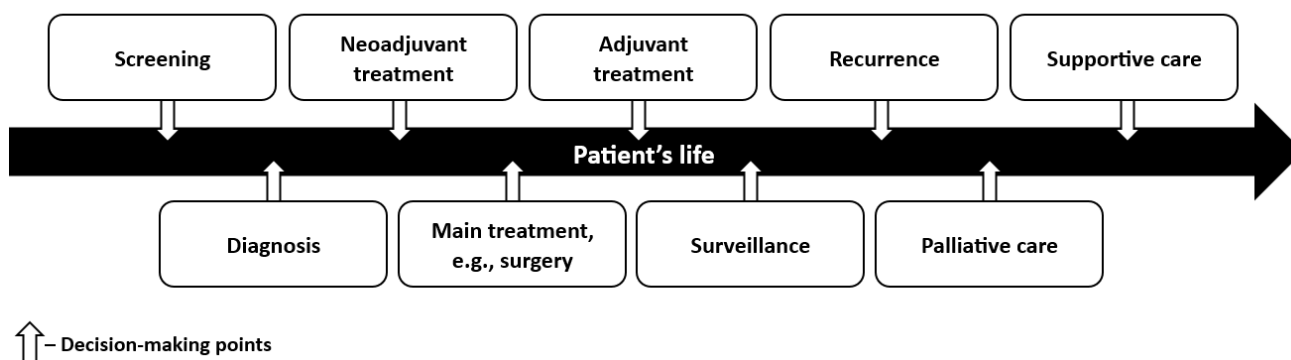 Screening
Neoadjuvant
treatment
Adjuvant
treatment
Recurrence
Supportive care
Patient’s life
Diagnosis
Main treatment,
e.g., surgery
Surveillance
Palliative care
– Decision-making points